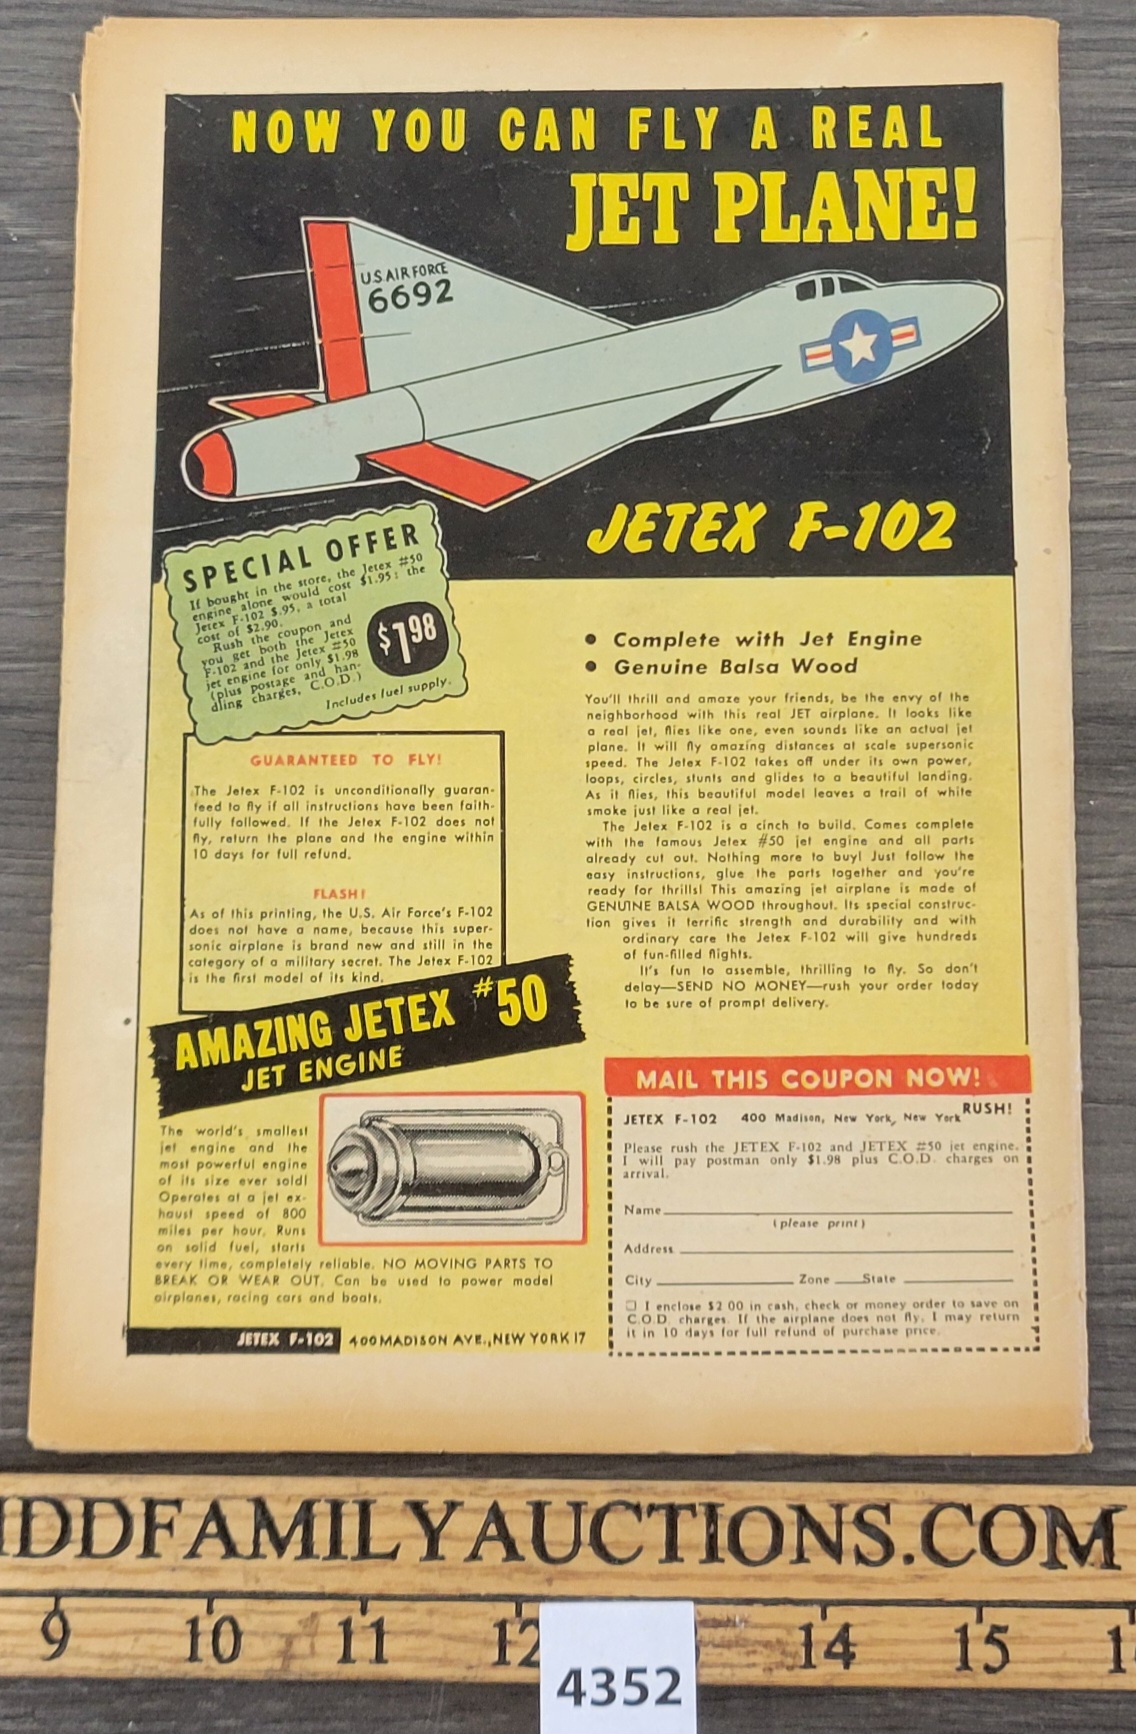 NOW YOU CAN FLY A REAL
JET PLANE!
U.S AIR FORCE
6692
JETEX F-102
SPECIAL OFFER
If bought in the store, the Jetex #50
engine alone would cost $1.95: the
Jetex F-102 $.95, a total
cost of $2.90.
Rush the coupon and
you get both the Jetex
F-102 and the Jetex #50
jet engine for only $1.98
(plus postage and han-
dling charges, C.O.D.)
$1.98
Includes fuel supply.
GUARANTEED TO FLY!
The Jetex F-102 is unconditionally guaran-
teed to fly if all instructions have been faith-
fully followed. If the Jetex F-102 does not
fly, return the plane and the engine within
10 days for full refund.
FLASH!
As of this printing, the U.S. Air Force's F-102
does not have a name, because this super-
sonic airplane is brand new and still in the
category of a military secret. The Jetex F-102
is the first model of its kind.
AMAZING JETEX #50
JET ENGINE
The world's smallest
jet engine and the
most powerful engine
of its size ever sold!
Operates at a jet ex-
haust speed of 800
miles per hour. Runs
on solid fuel, starts
every time, completely reliable. NO MOVING PARTS TO
BREAK OR WEAR OUT. Can be used to power model
airplanes, racing cars and boats.
JETEX F-102 400 MADISON AVE., NEW YORK 17
• Complete with Jet Engine
• Genuine Balsa Wood
You'll thrill and amaze your friends, be the envy of the
neighborhood with this real JET airplane. It looks like
a real jet, flies like one, even sounds like an actual jet
plane. It will fly amazing distances at scale supersonic
speed. The Jetex F-102 takes off under its own power,
loops, circles, stunts and glides to a beautiful landing.
As it flies, this beautiful model leaves a trail of white
smoke just like a real jet.
The Jetex F-102 is a cinch to build. Comes complete
with the famous Jetex #50 jet engine and all parts
already cut out. Nothing more to buy! Just follow the
easy instructions, glue the parts together and you're
ready for thrills! This amazing jet airplane is made of
GENUINE BALSA WOOD throughout. Its special construc-
tion gives it terrific strength and durability and with
ordinary care the Jetex F-102 will give hundreds
of fun-filled flights.
It's fun to assemble, thrilling to fly. So don't
delay—SEND NO MONEY—rush your order today
to be sure of prompt delivery.
MAIL THIS COUPON NOW!
RUSH!
JETEX F-102 400 Madison, New York, New York
Please rush the JETEX F-102 and JETEX #50 jet engine.
I will pay postman only $1.98 plus C.O.D. charges on
arrival.
Name
(please print)
Address
City Zone State
☐ I enclose $2.00 in cash, check or money order to save on
C.O.D. charges. If the airplane does not fly, I may return
it in 10 days for full refund of purchase price.
DDFAMILYAUCTIONS.COM
9 10 11 12 14 15
4352